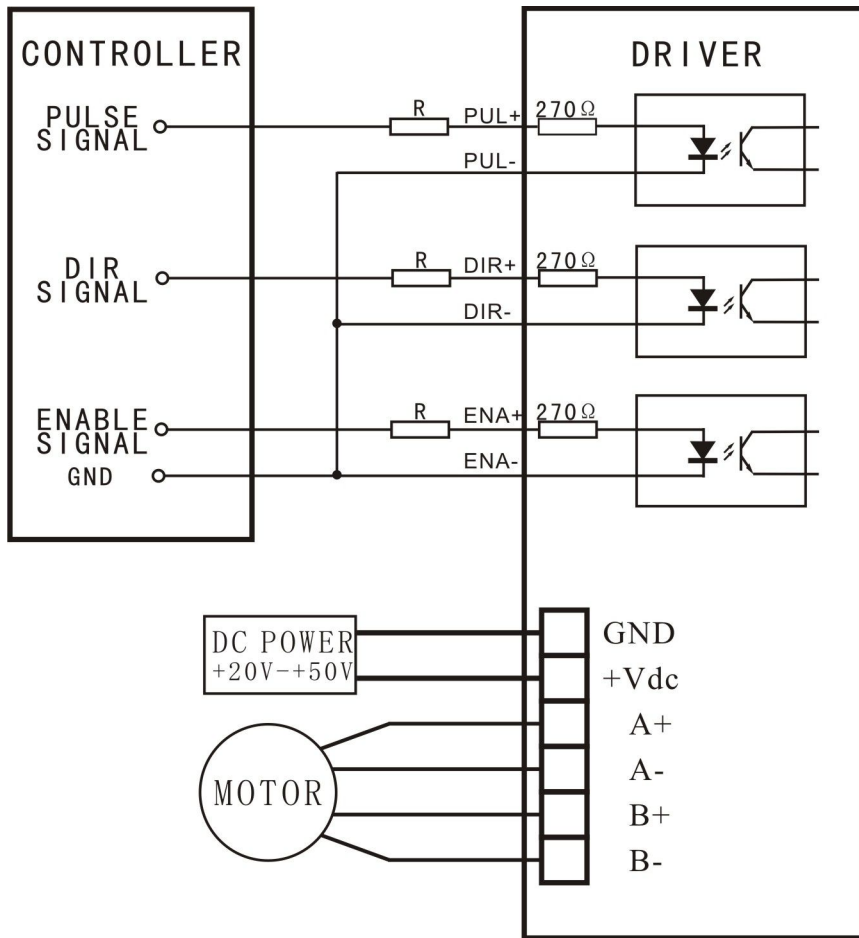 CONTROLLER
DRIVER
PULSE
SIGNAL
R
PUL+
270Ω
PUL-
DIR
SIGNAL
R
DIR+
270Ω
DIR-
ENABLE
SIGNAL
R
ENA+
270Ω
ENA-
GND
DC POWER
+20V-+50V
GND
+Vdc
A+
A-
B+
B-
MOTOR